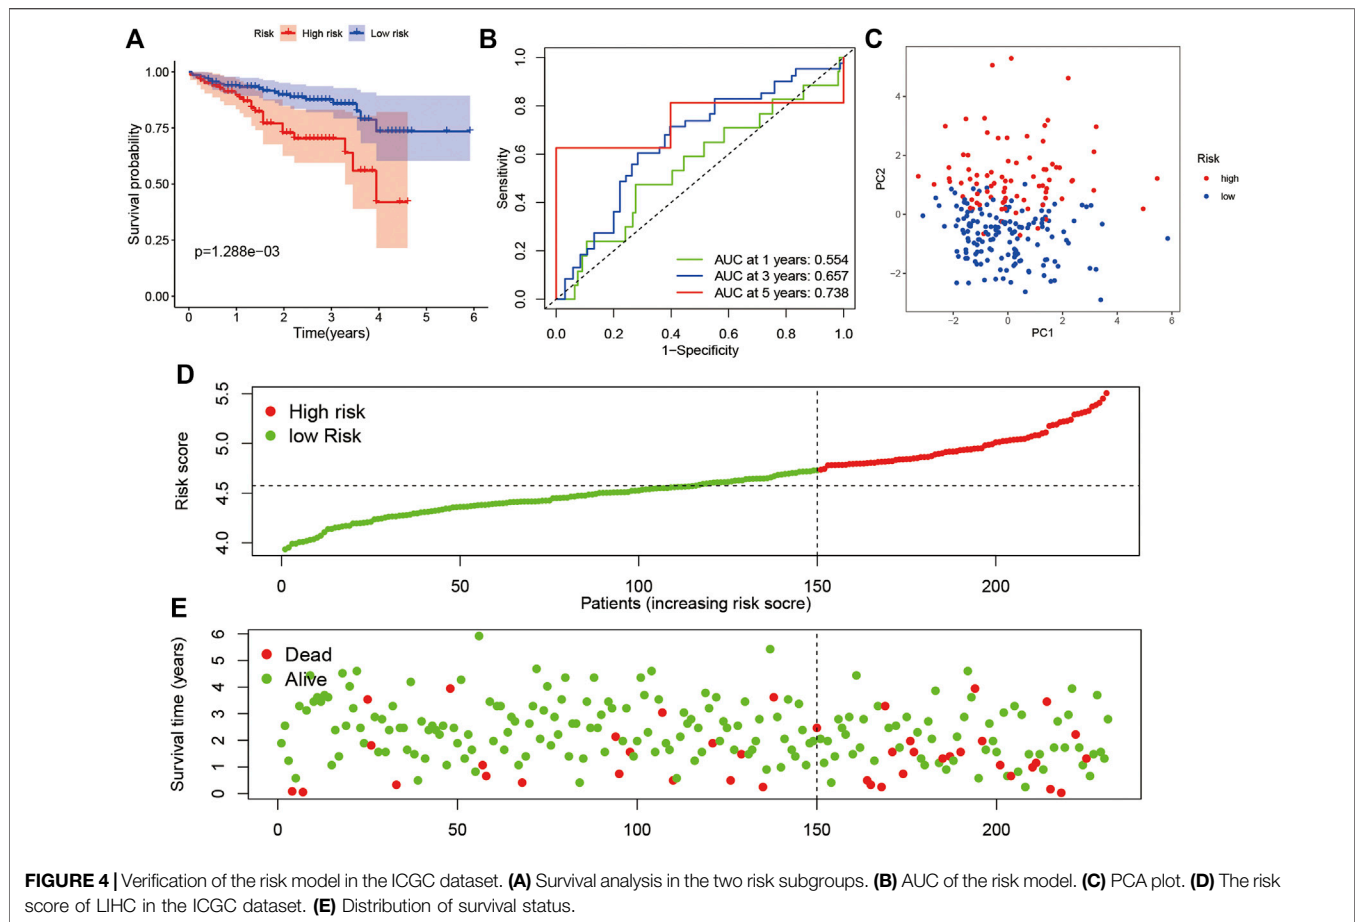 A
Risk High risk Low risk
Survival probability
1.00
0.75
0.50
0.25
0.00
p=1.288e−03
0 1 2 3 4 5 6
Time(years)
B
Sensitivity
1.0
0.8
0.6
0.4
0.2
0.0
AUC at 1 years: 0.554
AUC at 3 years: 0.657
AUC at 5 years: 0.738
0.0 0.2 0.4 0.6 0.8 1.0
1−Specificity
C
PC2
4
2
0
−2
−2 0 2 4 6
PC1
Risk
high
low
D
Risk score
5.5
5.0
4.5
4.0
High risk
low Risk
0 50 100 150 200
Patients (increasing risk socre)
E
Survival time (years)
6
5
4
3
2
1
0
Dead
Alive
0 50 100 150 200
FIGURE 4 | Verification of the risk model in the ICGC dataset. (A) Survival analysis in the two risk subgroups. (B) AUC of the risk model. (C) PCA plot. (D) The risk
score of LIHC in the ICGC dataset. (E) Distribution of survival status.